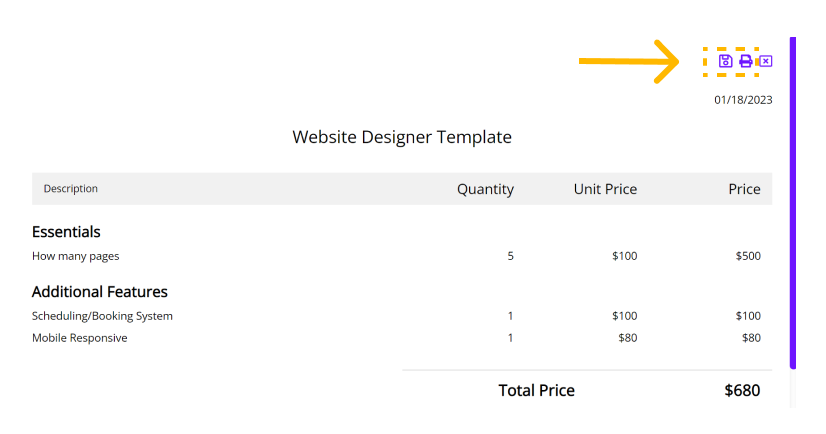 01/18/2023
Website Designer Template
Description Quantity Unit Price Price
Essentials
How many pages 5 $100 $500
Additional Features
Scheduling/Booking System 1 $100 $100
Mobile Responsive 1 $80 $80
Total Price $680